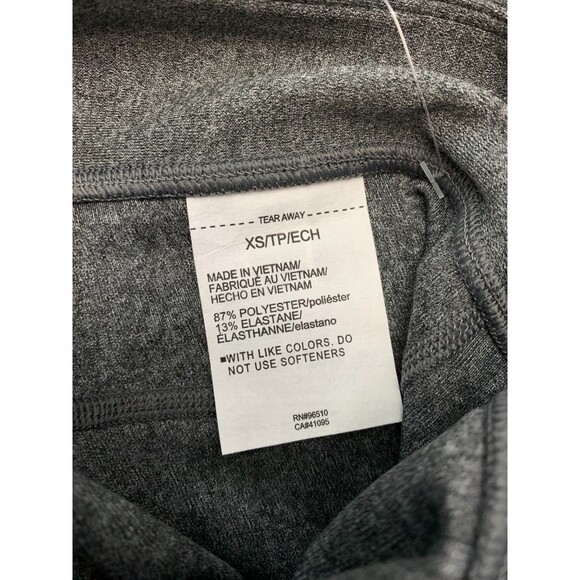 TEAR AWAY
XS/TP/ECH
MADE IN VIETNAM/
FABRIQUÉ AU VIETNAM/
HECHO EN VIETNAM
87% POLYESTER/poliéster
13% ELASTANE/
ÉLASTHANNE/elastano
■WITH LIKE COLORS. DO
NOT USE SOFTENERS
RN#96510
CA#41095